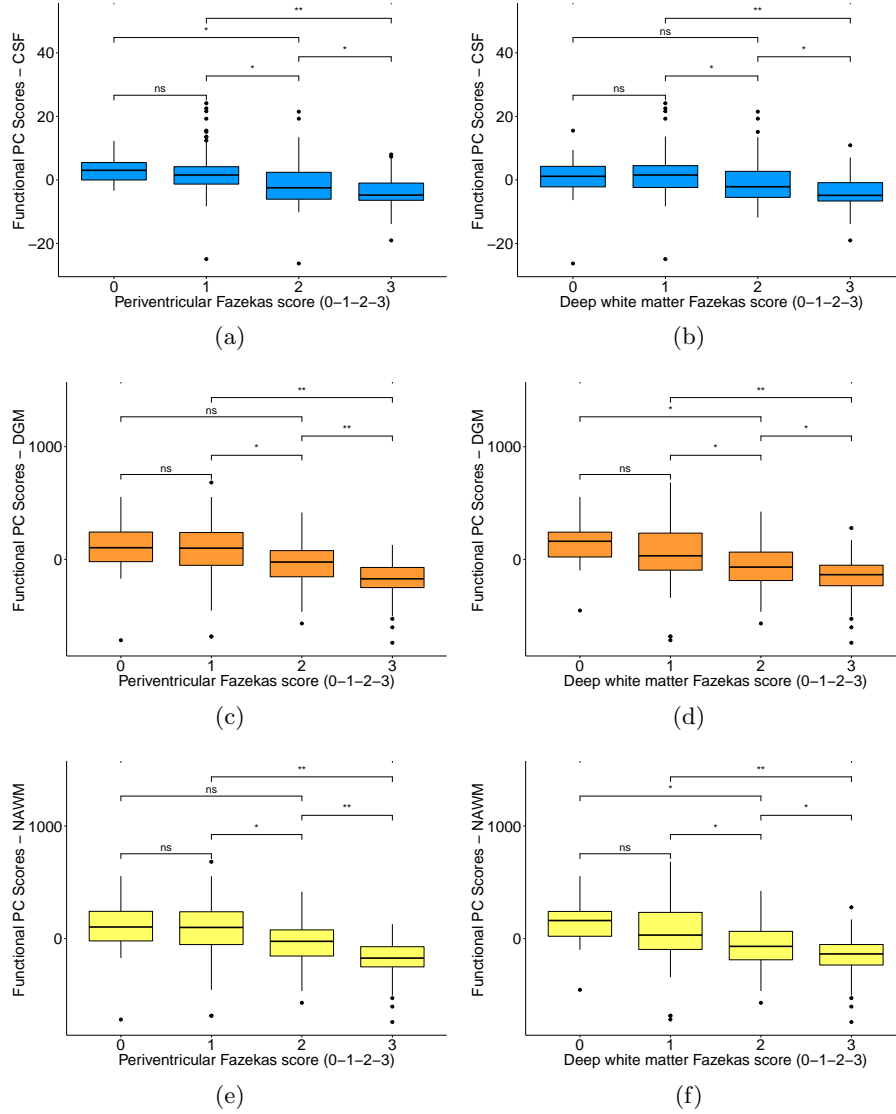 **
*
*
*
ns
Functional PC Scores − CSF
40
20
0
−20
0 1 2 3
Periventricular Fazekas score (0−1−2−3)
(a)
**
ns
*
*
ns
Functional PC Scores − CSF
40
20
0
−20
0 1 2 3
Deep white matter Fazekas score (0−1−2−3)
(b)
**
ns
**
*
ns
Functional PC Scores − DGM
1000
0
0 1 2 3
Periventricular Fazekas score (0−1−2−3)
(c)
**
*
*
*
ns
Functional PC Scores − DGM
1000
0
0 1 2 3
Deep white matter Fazekas score (0−1−2−3)
(d)
**
ns
**
*
ns
Functional PC Scores − NAWM
1000
0
0 1 2 3
Periventricular Fazekas score (0−1−2−3)
(e)
**
*
*
*
ns
Functional PC Scores − NAWM
1000
0
0 1 2 3
Deep white matter Fazekas score (0−1−2−3)
(f)